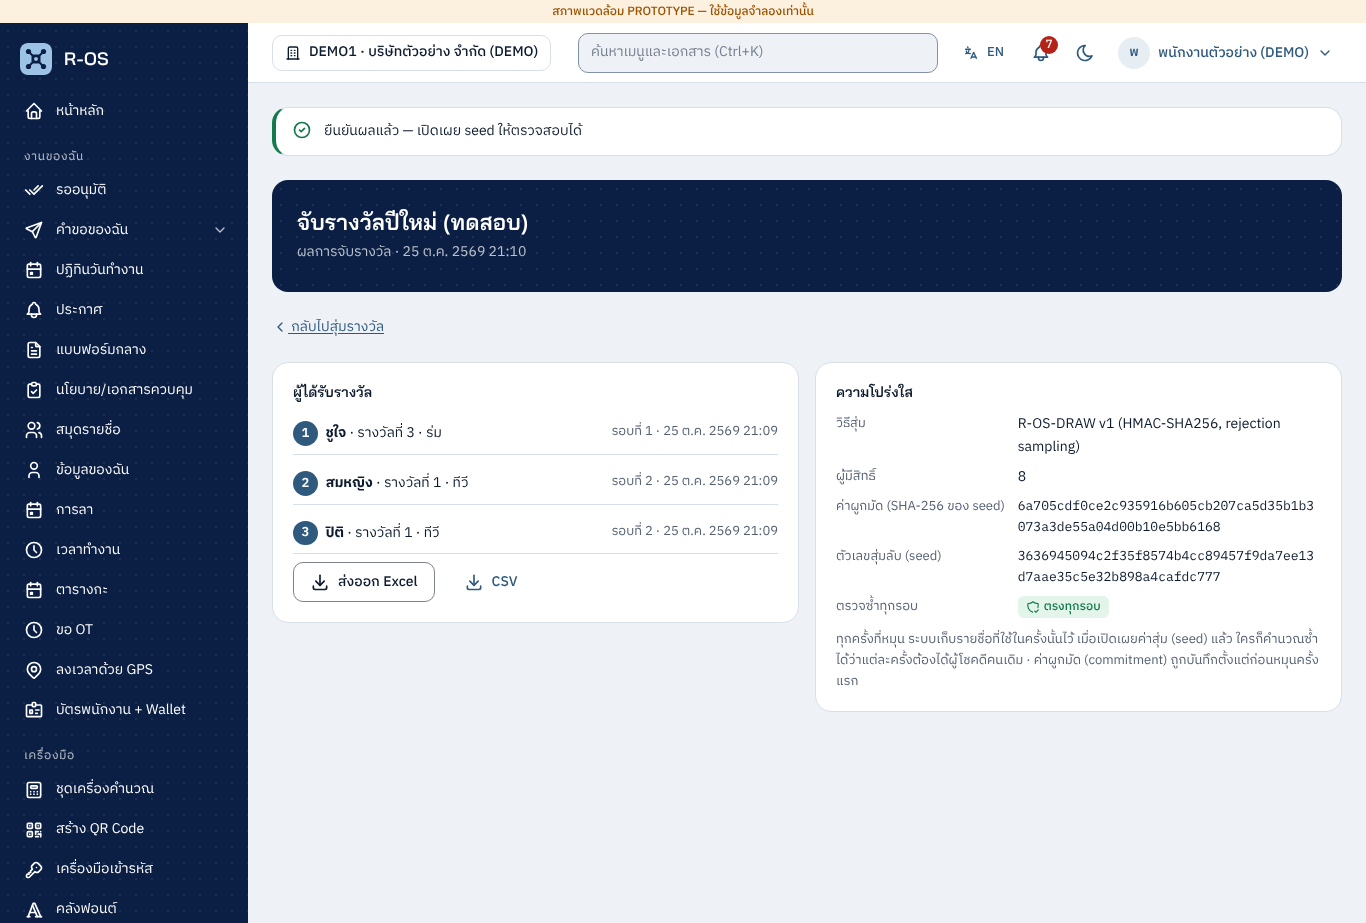 สภาพแวดล้อม PROTOTYPE — ใช้ข้อมูลจำลองเท่านั้น
R-OS
DEMO1 · บริษัทตัวอย่าง จำกัด (DEMO)
ค้นหาเมนูและเอกสาร (Ctrl+K)
EN
7
พ
พนักงานตัวอย่าง (DEMO)
หน้าหลัก
งานของฉัน
รออนุมัติ
คำขอของฉัน
ปฏิทินวันทำงาน
ประกาศ
แบบฟอร์มกลาง
นโยบาย/เอกสารควบคุม
สมุดรายชื่อ
ข้อมูลของฉัน
การลา
เวลาทำงาน
ตารางกะ
ขอ OT
ลงเวลาด้วย GPS
บัตรพนักงาน + Wallet
เครื่องมือ
ชุดเครื่องคำนวณ
สร้าง QR Code
เครื่องมือเข้ารหัส
คลังฟอนต์
ยืนยันผลแล้ว — เปิดเผย seed ให้ตรวจสอบได้
จับรางวัลปีใหม่ (ทดสอบ)
ผลการจับรางวัล · 25 ต.ค. 2569 21:10
กลับไปสุ่มรางวัล
ผู้ได้รับรางวัล
1 ชูใจ · รางวัลที่ 3 · ร่ม รอบที่ 1 · 25 ต.ค. 2569 21:09
2 สมหญิง · รางวัลที่ 1 · ทีวี รอบที่ 2 · 25 ต.ค. 2569 21:09
3 ปิติ · รางวัลที่ 1 · ทีวี รอบที่ 2 · 25 ต.ค. 2569 21:09
ส่งออก Excel
CSV
ความโปร่งใส
วิธีสุ่ม R-OS-DRAW v1 (HMAC-SHA256, rejection
sampling)
ผู้มีสิทธิ์ 8
ค่าผูกมัด (SHA-256 ของ seed) 6a705cdf0ce2c935916b605cb207ca5d35b1b3
073a3de55a04d00b10e5bb6168
ตัวเลขสุ่มลับ (seed) 3636945094c2f35f8574b4cc89457f9da7ee13
d7aae35c5e32b898a4cafdc777
ตรวจซ้ำทุกรอบ ตรงทุกรอบ
ทุกครั้งที่หมุน ระบบเก็บรายชื่อที่ใช้ในครั้งนั้นไว้ เมื่อเปิดเผยค่าสุ่ม (seed) แล้ว ใครก็คำนวณซ้ำ
ได้ว่าแต่ละครั้งต้องได้ผู้โชคดีคนเดิม · ค่าผูกมัด (commitment) ถูกบันทึกตั้งแต่ก่อนหมุนครั้ง
แรก